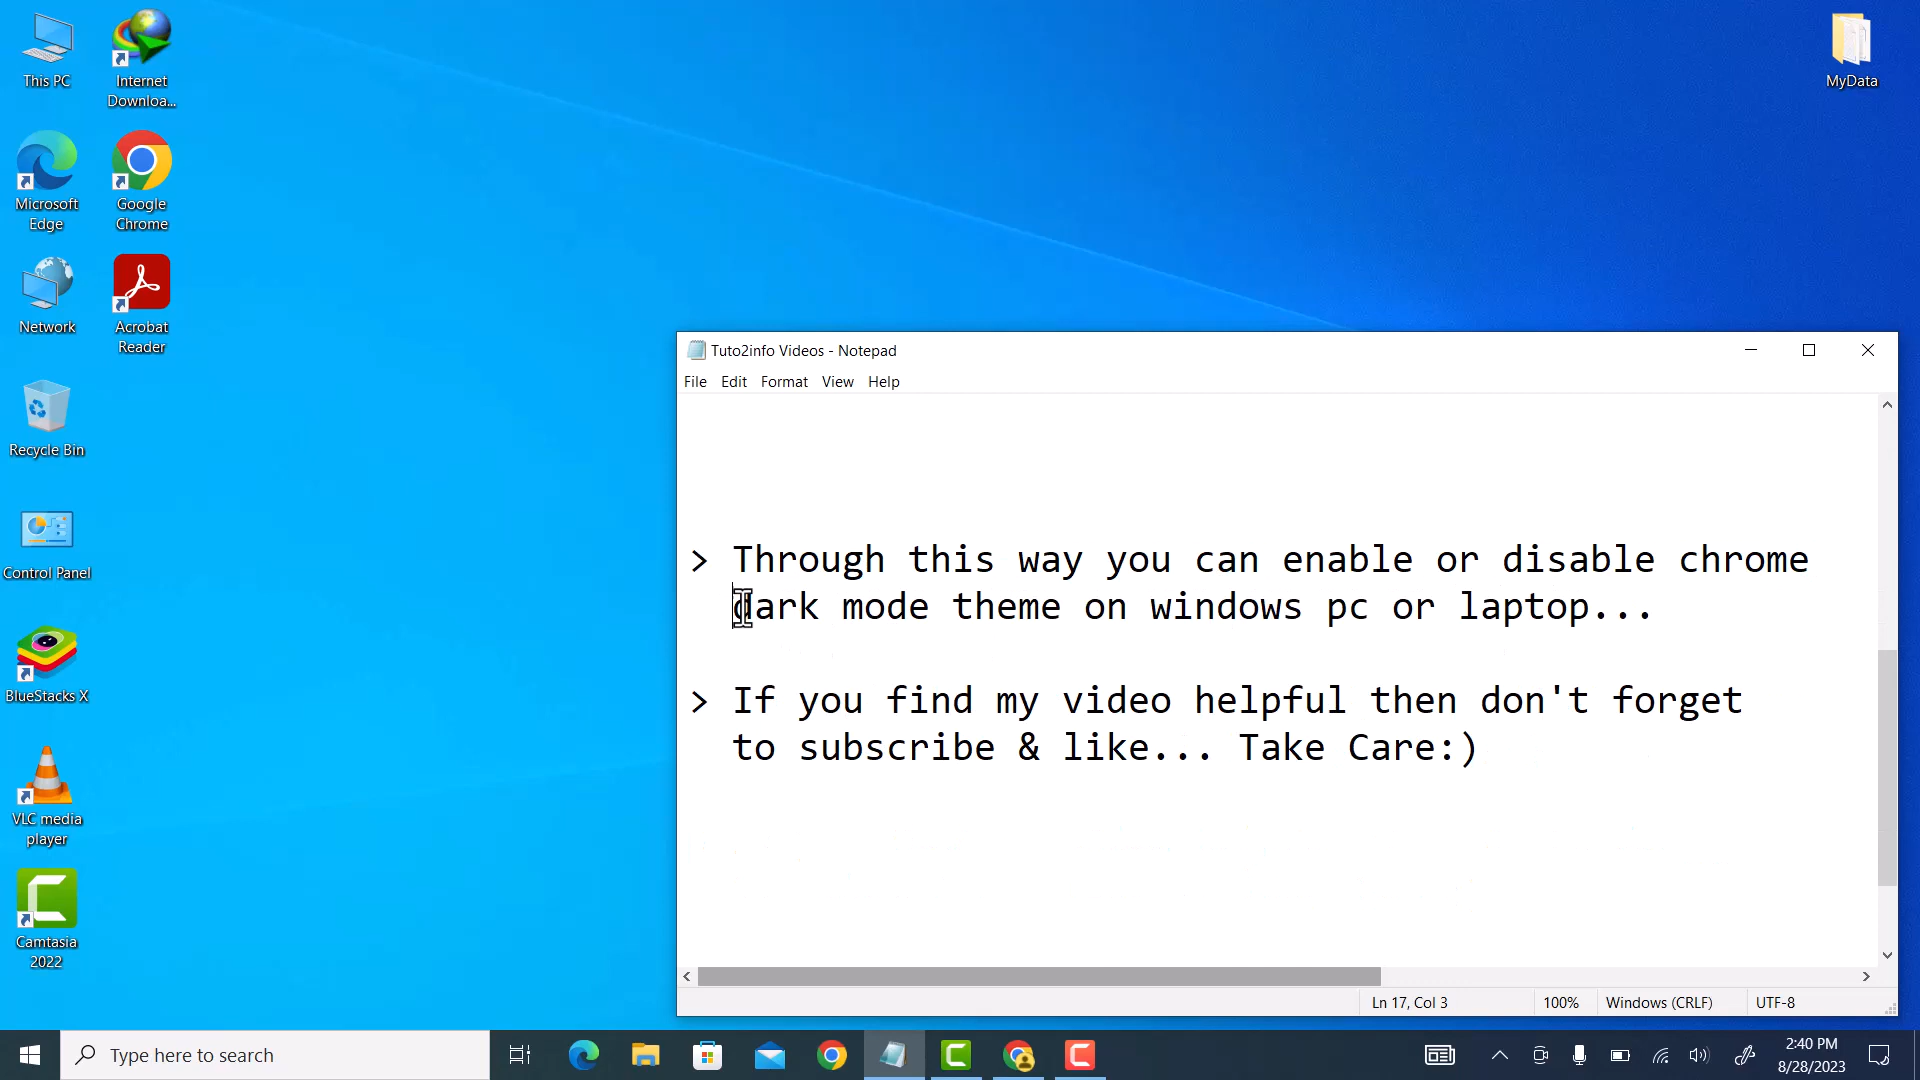 This PC
Internet
Downloa...
MyData
Microsoft
Edge
Google
Chrome
Network
Acrobat
Reader
Recycle Bin
Control Panel
BlueStacks X
VLC media
player
Camtasia
2022
Tuto2info Videos - Notepad
File Edit Format View Help
> Through this way you can enable or disable chrome
dark mode theme on windows pc or laptop...
> If you find my video helpful then don't forget
to subscribe & like... Take Care:)
Ln 17, Col 3
100%
Windows (CRLF)
UTF-8
Type here to search
2:40 PM
8/28/2023